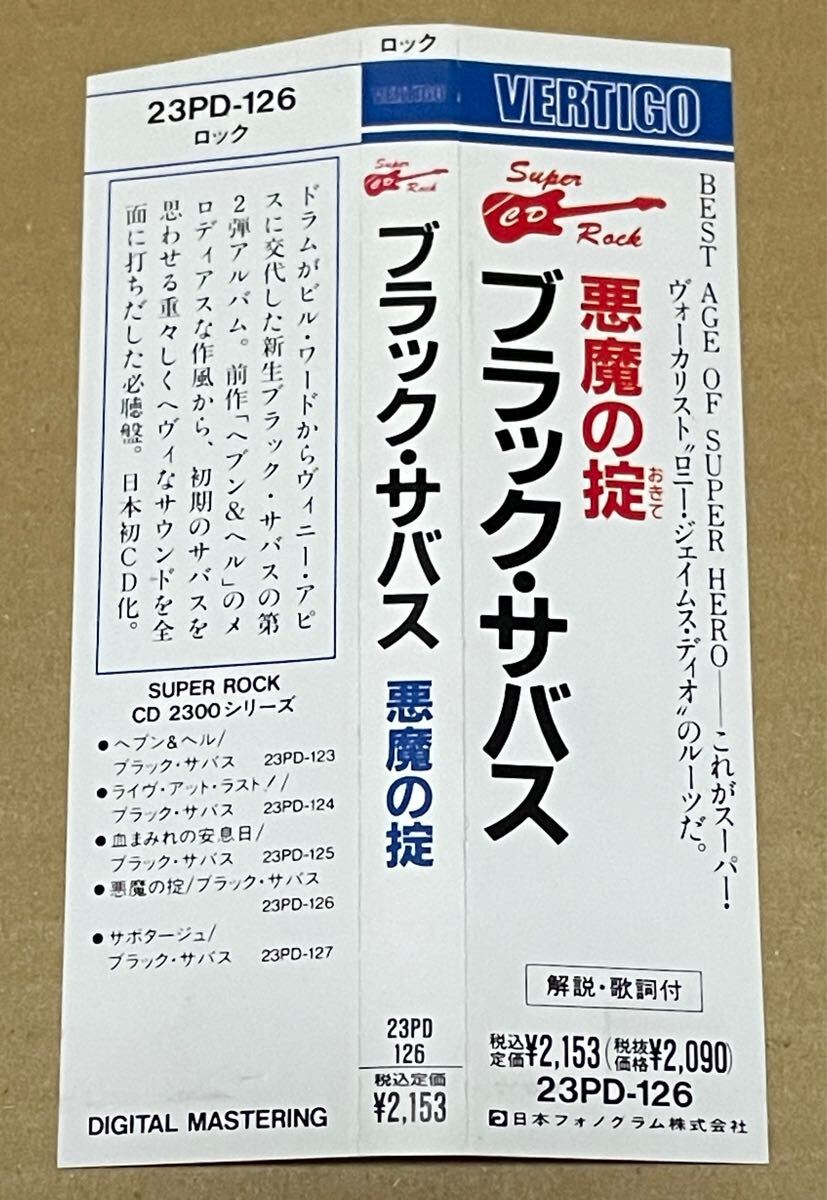 ロック
23PD-126
ロック
ドラムがビル・ワードからヴィニー・アピ
スに交代した新生ブラック・サバスの第
2弾アルバム。前作「ヘブン&ヘル」のメ
ロディアスな作風から、初期のサバスを
思わせる重々しくヘヴィなサウンドを全
面に打ちだした必聴盤。日本初CD化。
SUPER ROCK
CD 2300シリーズ
●ヘブン&ヘル/
ブラック・サバス 23PD-123
●ライヴ・アット・ラスト!/
ブラック・サバス 23PD-124
●血まみれの安息日/
ブラック・サバス 23PD-125
●悪魔の掟/ブラック・サバス
23PD-126
●サボタージュ/
ブラック・サバス 23PD-127
DIGITAL MASTERING
VERTIGO
Super
CD
Rock
ブラック・サバス 悪魔の掟
23PD
126
税込定価
¥2,153
VERTIGO
Super
CD
Rock
BEST AGE OF SUPER HERO——これがスーパー・
ヴォーカリスト"ロニー・ジェイムス・ディオ"のルーツだ。
悪魔の掟
おきて
ブラック・サバス
解説・歌詞付
税込定価¥2,153(税抜価格¥2,090)
23PD-126
日本フォノグラム株式会社